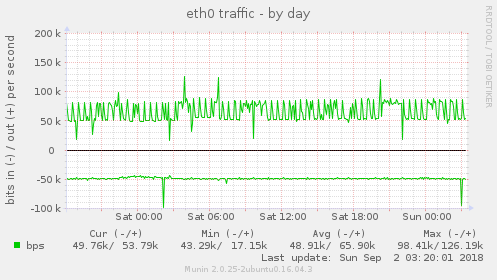 eth0 traffic - by day
RRDTOOL / TOBI OETIKER
bits in (-) / out (+) per second
200 k
150 k
100 k
50 k
0
-50 k
-100 k
Sat 00:00 Sat 06:00 Sat 12:00 Sat 18:00 Sun 00:00
Cur (-/+) Min (-/+) Avg (-/+) Max (-/+)
bps 49.76k/ 53.79k 43.29k/ 17.15k 48.91k/ 65.90k 98.41k/126.19k
Last update: Sun Sep 2 03:20:01 2018
Munin 2.0.25-2ubuntu0.16.04.3